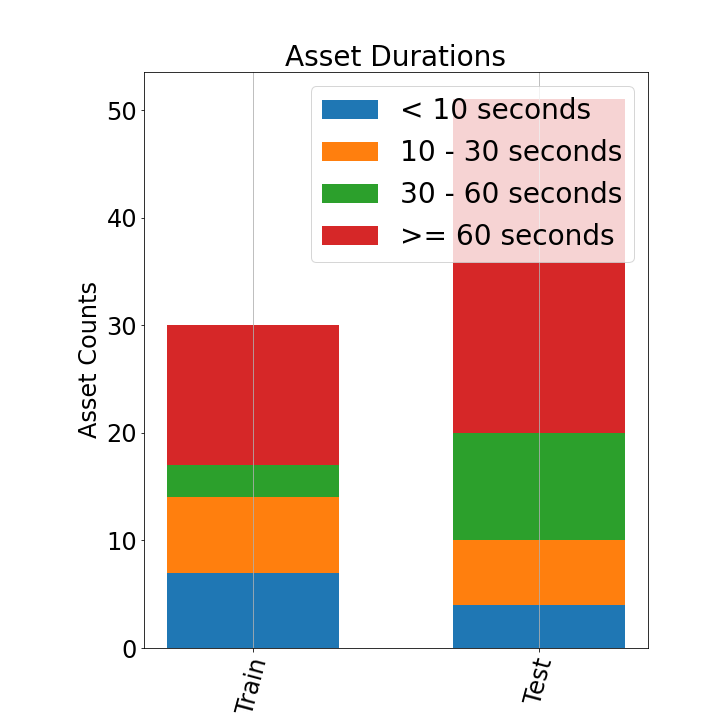 Asset Durations
< 10 seconds
10 - 30 seconds
30 - 60 seconds
>= 60 seconds
50
40
30
20
10
0
Asset Counts
Train
Test